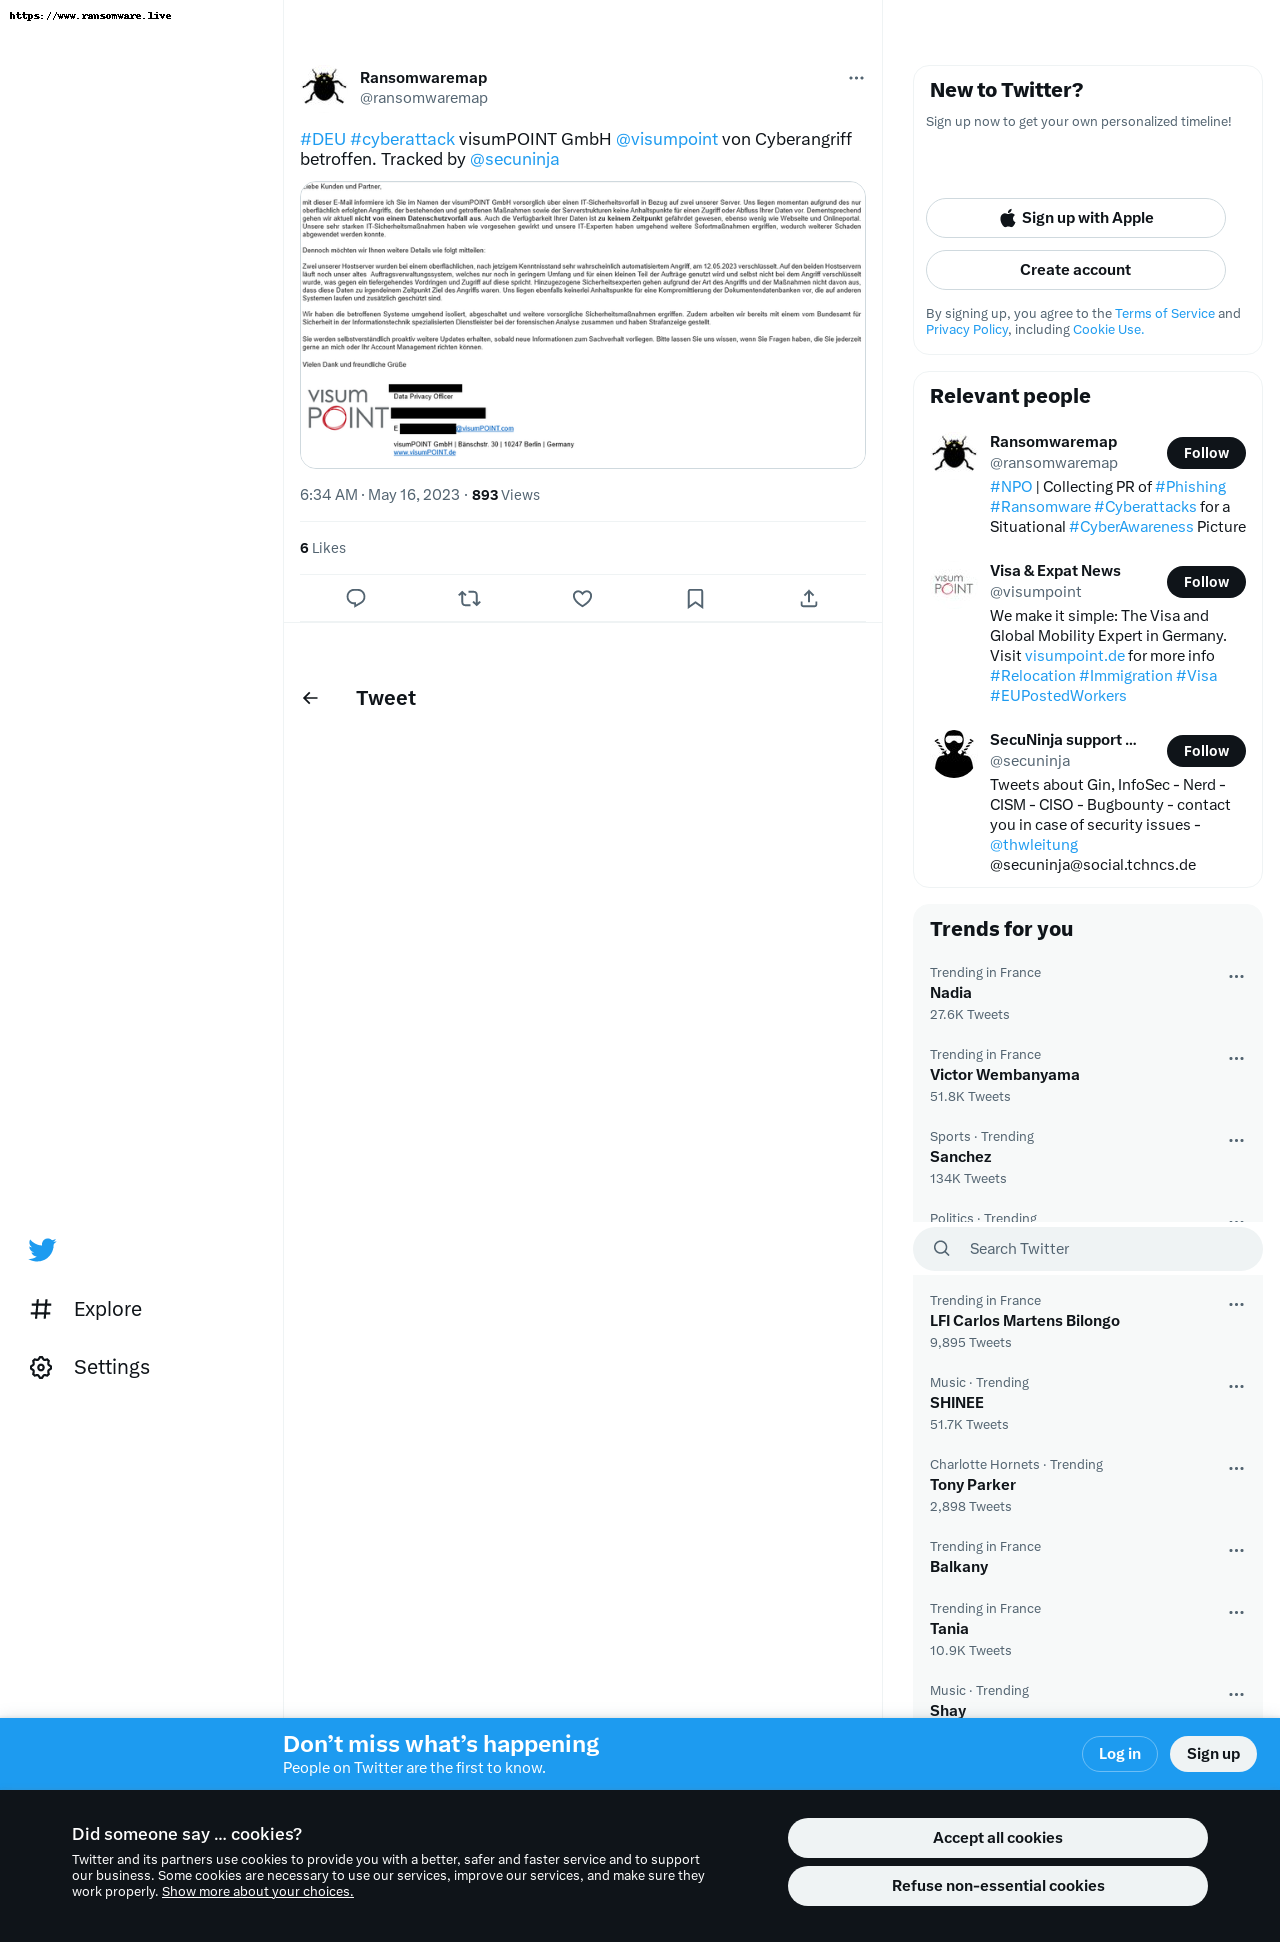 https://www.ransomware.live
Ransomwaremap
@ransomwaremap
#DEU #cyberattack visumPOINT GmbH @visumpoint von Cyberangriff
betroffen. Tracked by @secuninja
Liebe Kunden und Partner,
mit dieser E-Mail Informiere ich Sie im Namen der visumPOINT GmbH vorsorglich über einen IT-Sicherheitsvorfall in Bezug auf zwei unserer Server. Uns liegen momentan aufgrund des nur
oberflächlich erfolgten Angriffs, der bestehenden und getroffenen Maßnahmen sowie der Serverstrukturen keine Anhaltspunkte für einen Zugriff oder Abfluss Ihrer Daten vor. Dementsprechend
gehen wir aktuell nicht von einem Datenschutzvorfall aus. Auch die Verfügbarkeit Ihrer Daten ist zu keinem Zeitpunkt gefährdet gewesen, ebenso wenig wie Webseite und Onlineportal.
Unsere sehr starken IT-Sicherheitsmaßnahmen haben wie vorgesehen gewirkt und unsere IT-Experten haben umgehend weitere Sofortmaßnahmen ergriffen, wodurch weiterer Schaden
abgewendet werden konnte.
Dennoch möchten wir Ihnen weitere Details wie folgt mitteilen:
Zwei unserer Hostserver wurden bei einem oberflächlichen, nach jetzigem Kenntnisstand sehr wahrscheinlich automatisiertem Angriff, am 12.05.2023 verschlüsselt. Auf den beiden Hostservern
läuft noch ein altes Auftragsverwaltungssystem, welches nur noch in geringem Umfang und für einen kleinen Teil der Aufträge genutzt wird und selbst nicht bei dem Angriff verschlüsselt
wurde, was gegen ein tiefergehendes Vordringen und Zugriff auf diese spricht. Hinzugezogene Sicherheitsexperten gehen aufgrund der Art des Angriffs und der Maßnahmen nicht davon aus,
dass diese Daten zu Irgendeinem Zeitpunkt Ziel des Angriffs waren. Uns liegen ebenfalls keinerlei Anhaltspunkte für eine Kompromittierung der Dokumentendatenbanken vor, die auf anderen
Systemen laufen und zusätzlich geschützt sind.
Wir haben die betroffenen Systeme umgehend isoliert, abgeschaltet und weitere vorsorgliche Sicherheitsmaßnahmen ergriffen. Zudem arbeiten wir bereits mit einem vom Bundesamt für
Sicherheit in der Informationstechnik spezialisierten Dienstleister bei der forensischen Analyse zusammen und haben Strafanzeige gestellt.
Sie werden selbstverständlich proaktiv weitere Updates erhalten, sobald neue Informationen zum Sachverhalt vorliegen. Bitte lassen Sie uns wissen, wenn Sie Fragen haben, die Sie jederzeit
gerne an mich oder Ihr Account Management richten können.
Vielen Dank und freundliche Grüße
visum
POINT
Data Privacy Officer
E @visumPOINT.com
visumPOINT GmbH | Bänschstr. 30 | 10247 Berlin | Germany
www.visumPOINT.de
6:34 AM · May 16, 2023 · 893 Views
6 Likes
Tweet
Explore
Settings
New to Twitter?
Sign up now to get your own personalized timeline!
Sign up with Apple
Create account
By signing up, you agree to the Terms of Service and
Privacy Policy, including Cookie Use.
Relevant people
Ransomwaremap
@ransomwaremap
Follow
#NPO | Collecting PR of #Phishing
#Ransomware #Cyberattacks for a
Situational #CyberAwareness Picture
visum
POINT
Visa & Expat News
@visumpoint
Follow
We make it simple: The Visa and
Global Mobility Expert in Germany.
Visit visumpoint.de for more info
#Relocation #Immigration #Visa
#EUPostedWorkers
SecuNinja support ...
@secuninja
Follow
Tweets about Gin, InfoSec - Nerd -
CISM - CISO - Bugbounty - contact
you in case of security issues -
@thwleitung
@secuninja@social.tchncs.de
Trends for you
Trending in France
Nadia
27.6K Tweets
Trending in France
Victor Wembanyama
51.8K Tweets
Sports · Trending
Sanchez
134K Tweets
Politics · Trending
Search Twitter
Trending in France
LFI Carlos Martens Bilongo
9,895 Tweets
Music · Trending
SHINEE
51.7K Tweets
Charlotte Hornets · Trending
Tony Parker
2,898 Tweets
Trending in France
Balkany
Trending in France
Tania
10.9K Tweets
Music · Trending
Shay
Don’t miss what’s happening
People on Twitter are the first to know.
Log in
Sign up
Did someone say … cookies?
Twitter and its partners use cookies to provide you with a better, safer and faster service and to support
our business. Some cookies are necessary to use our services, improve our services, and make sure they
work properly. Show more about your choices.
Accept all cookies
Refuse non-essential cookies